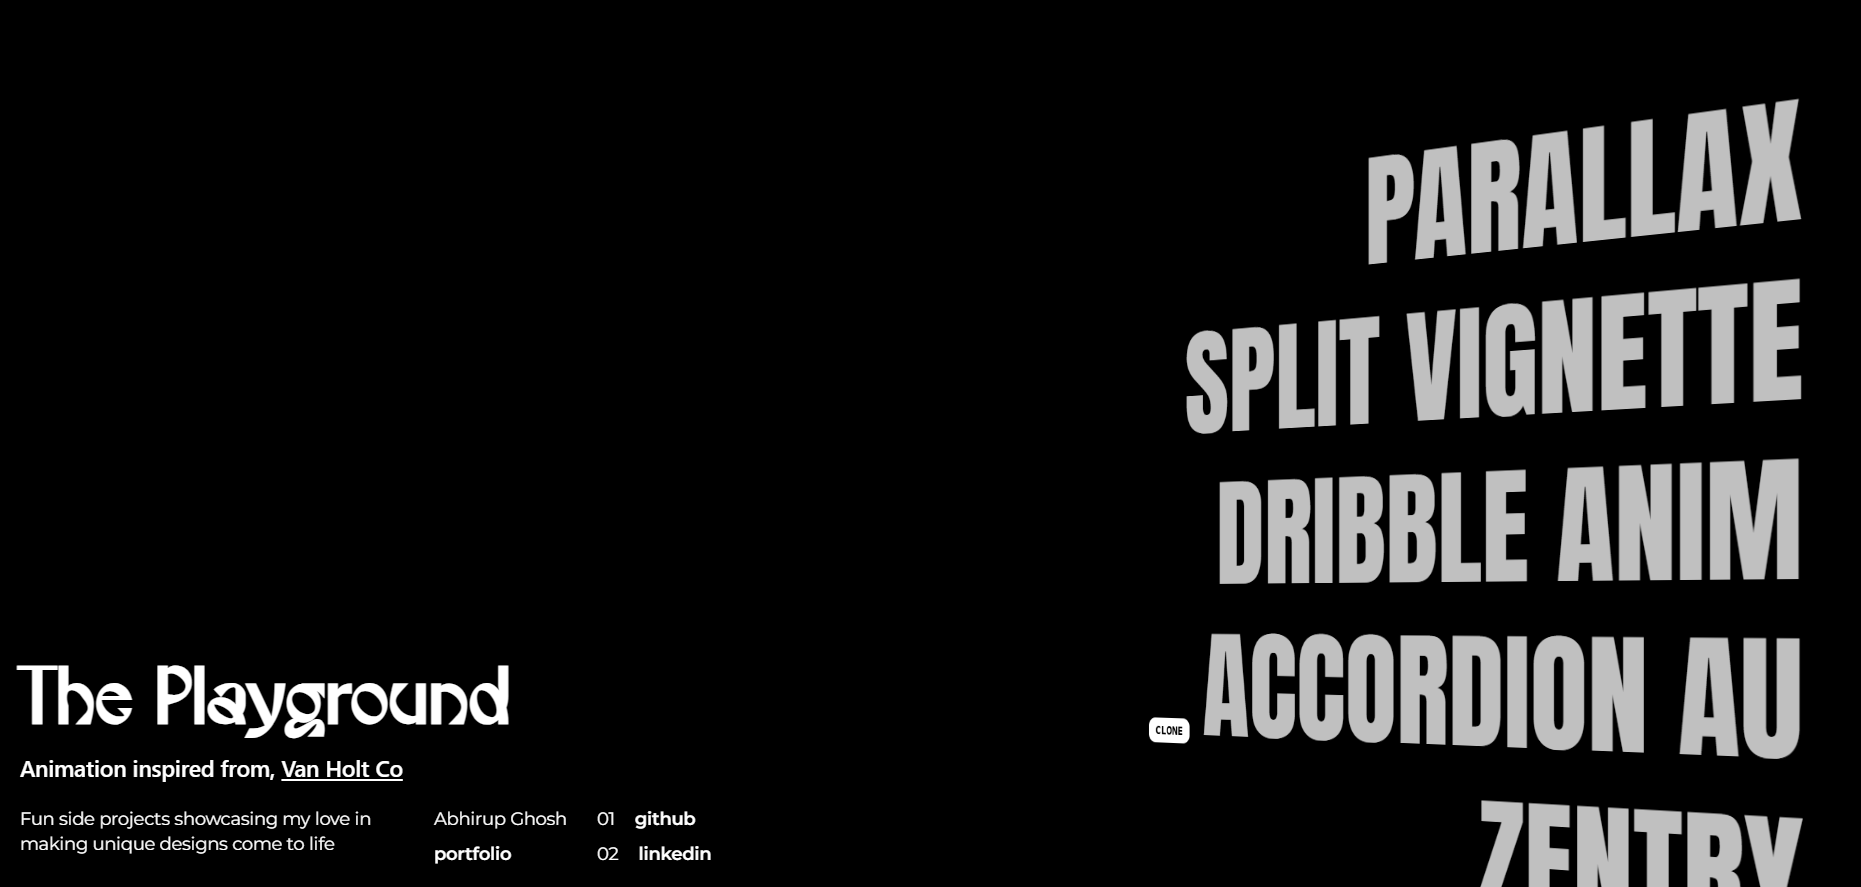 PARALLAX
SPLIT VIGNETTE
DRIBBLE ANIM
CLONE
ACCORDION AU
ZENTRY
The Playground
Animation inspired from, Van Holt Co
Fun side projects showcasing my love in
making unique designs come to life
Abhirup Ghosh 01 github
portfolio 02 linkedin